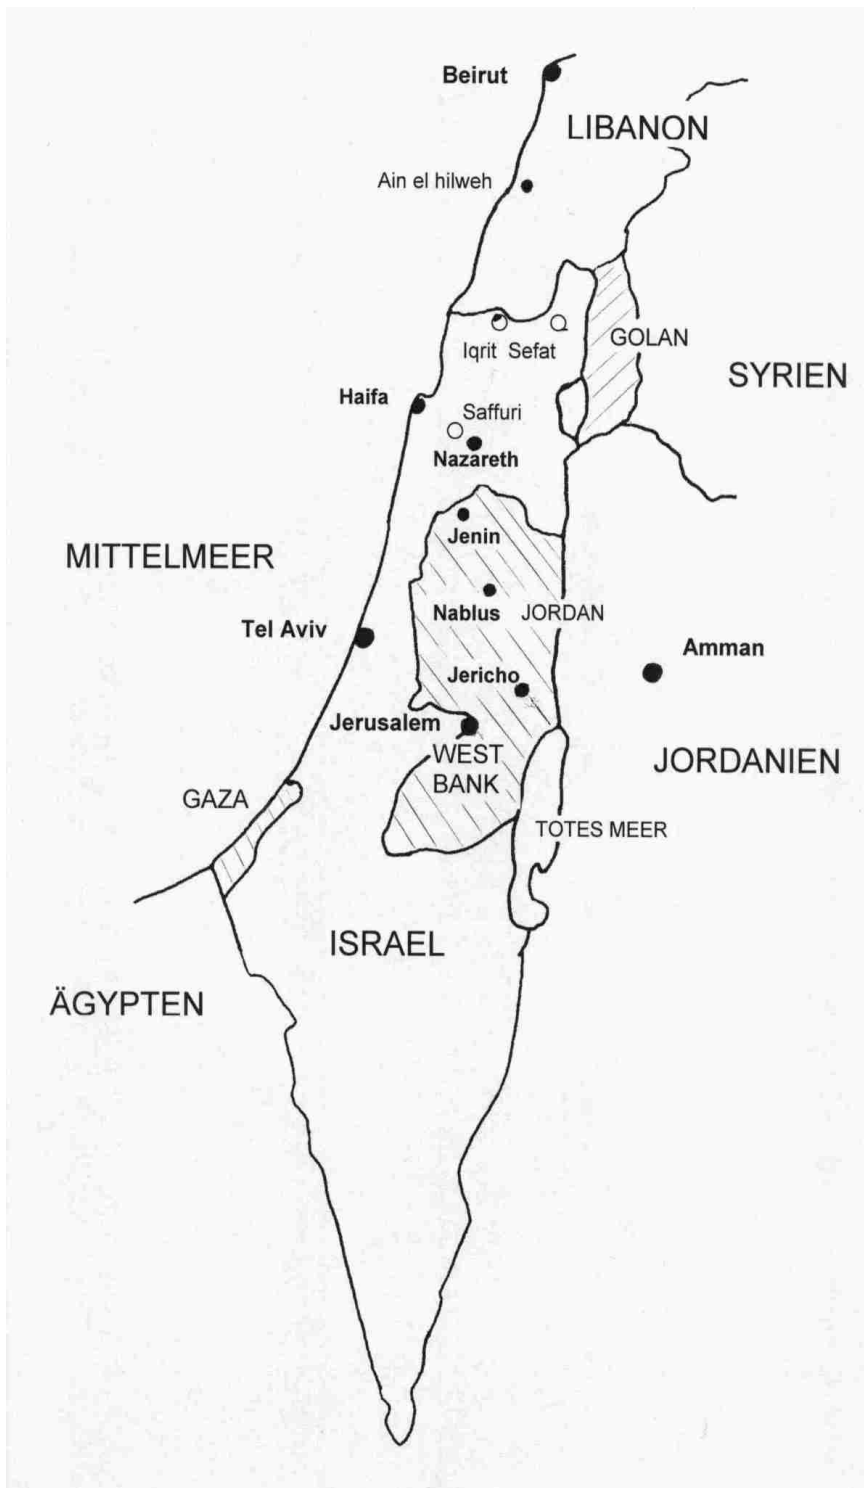 Beirut
LIBANON
Ain el hilweh
Iqrit Sefat
GOLAN
SYRIEN
Haifa
Saffuri
Nazareth
Jenin
MITTELMEER
Nablus
JORDAN
Tel Aviv
Amman
Jericho
Jerusalem
WEST
BANK
JORDANIEN
GAZA
TOTES MEER
ISRAEL
ÄGYPTEN